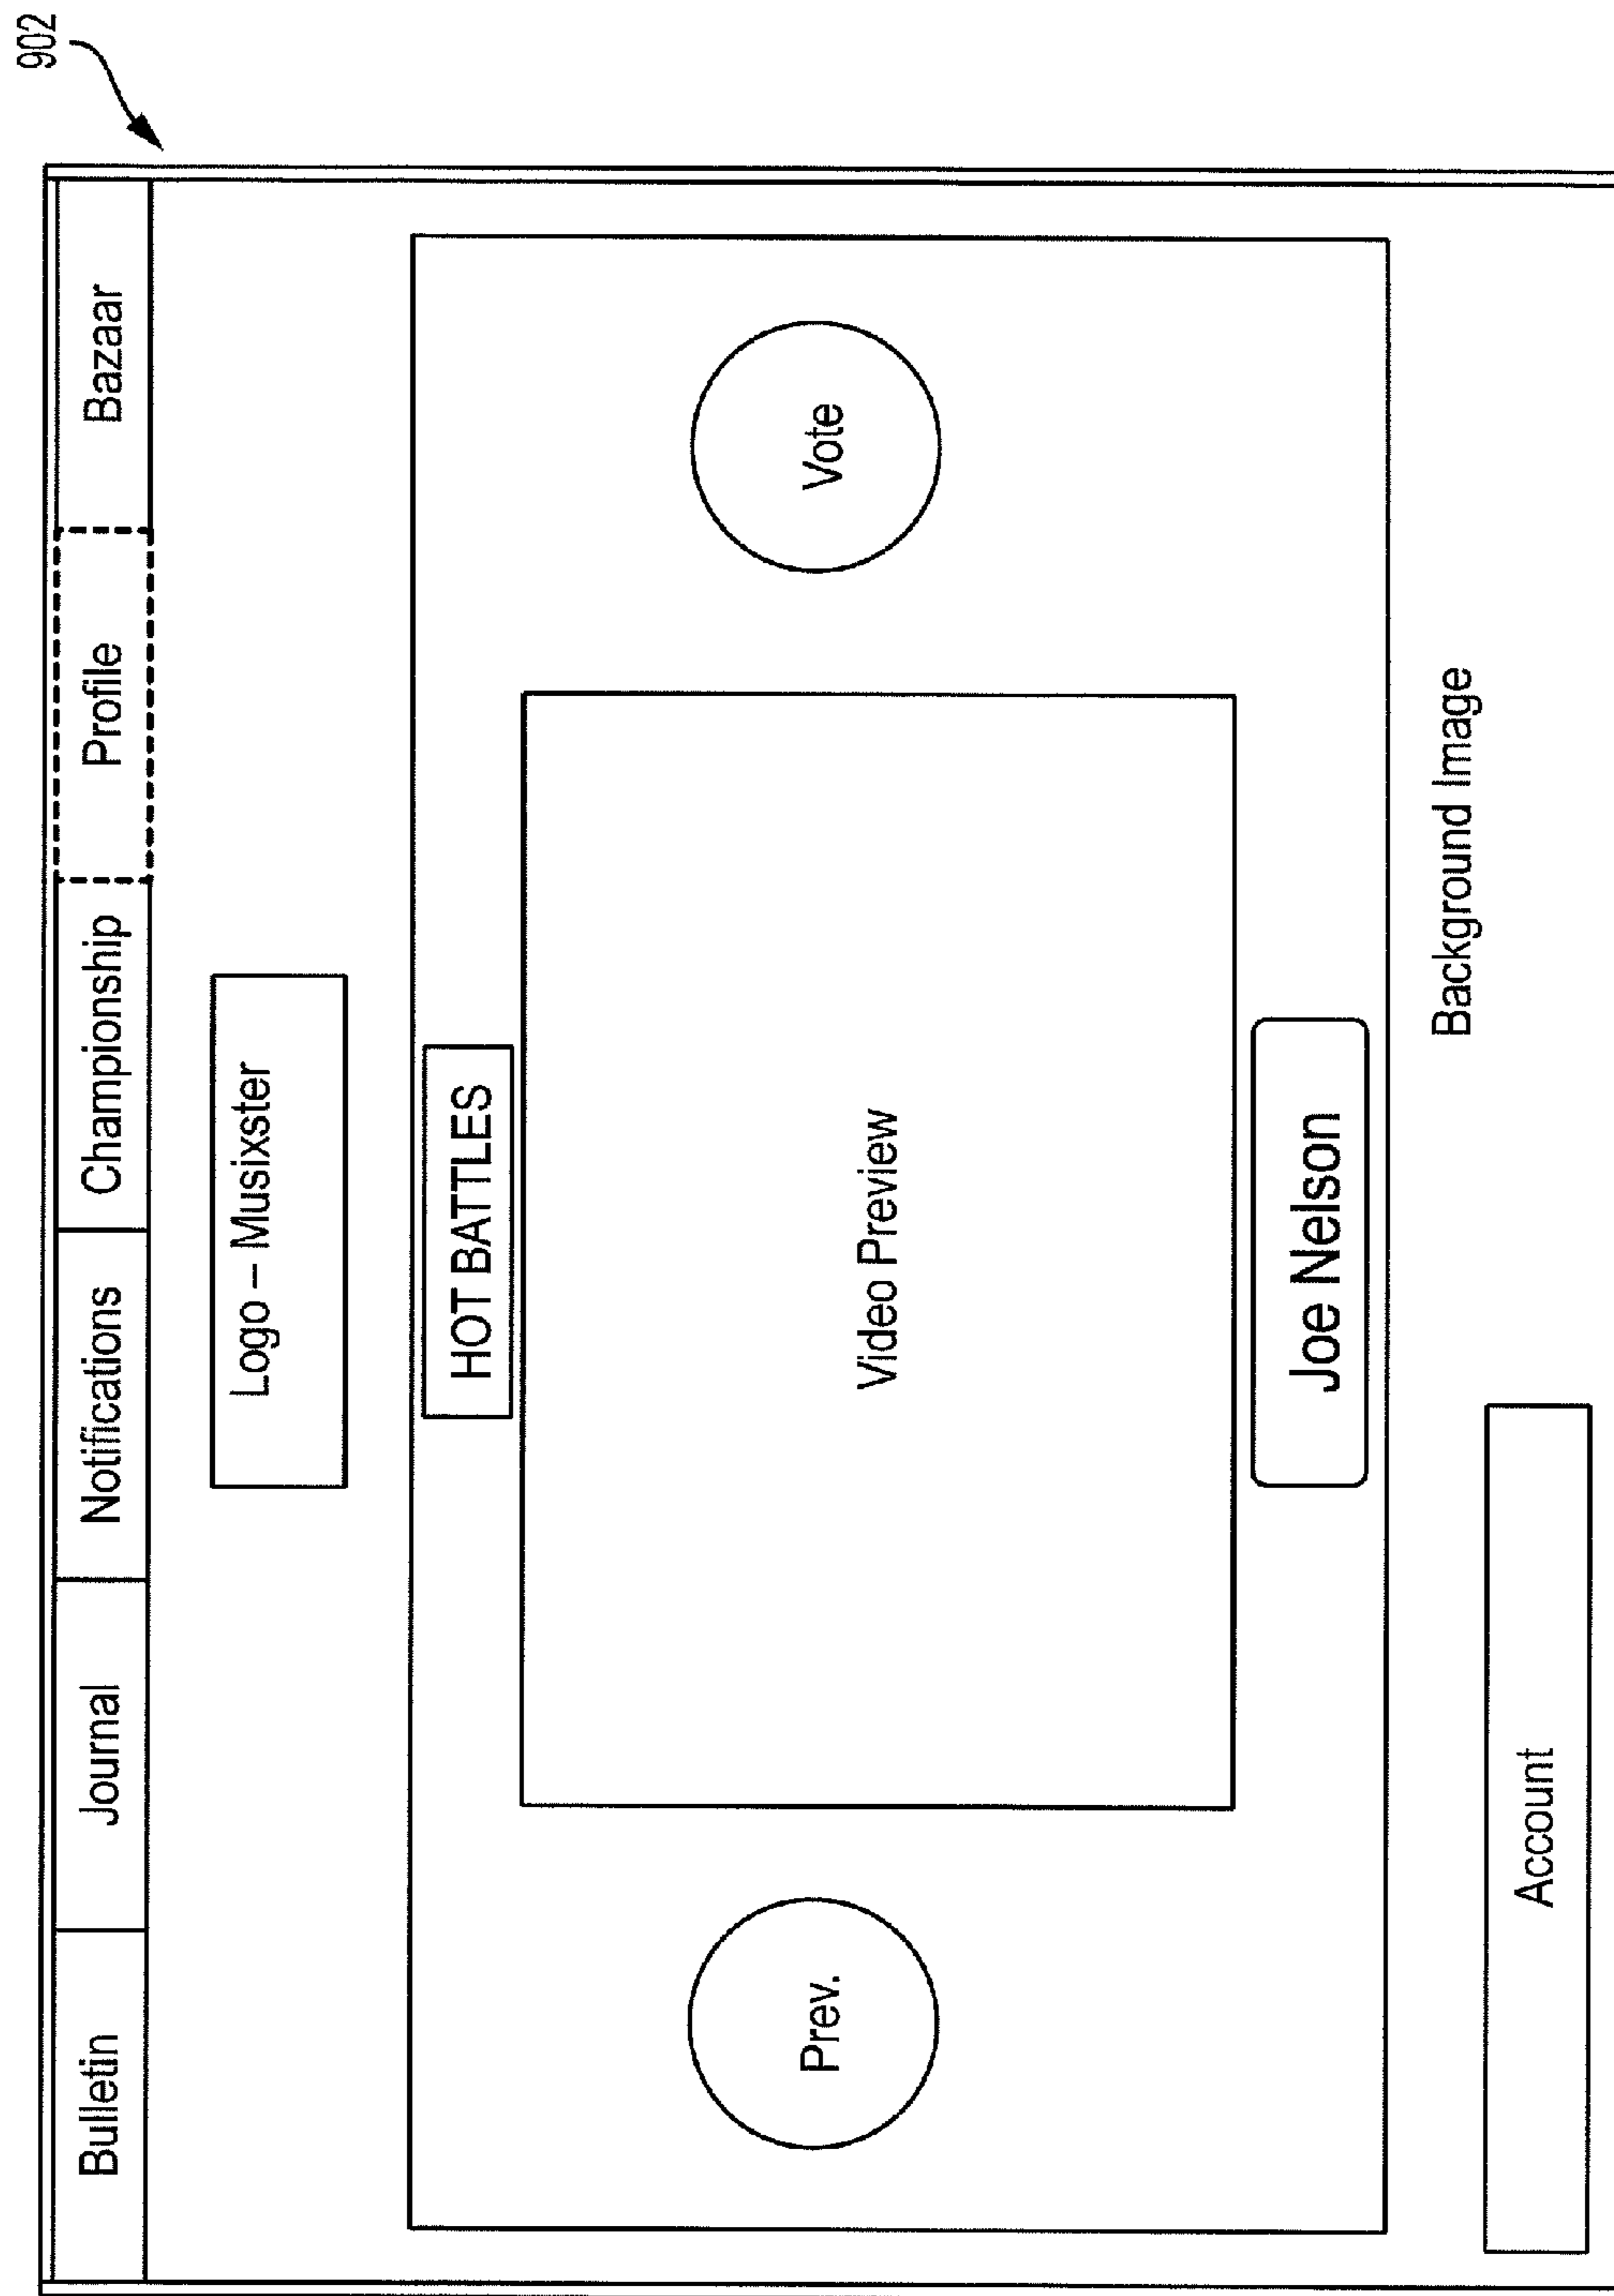 902
Bulletin Journal Notifications Championship Profile Bazaar
Logo – Musixster
HOT BATTLES
Prev.
Video Preview
Vote
Joe Nelson
Background Image
Account